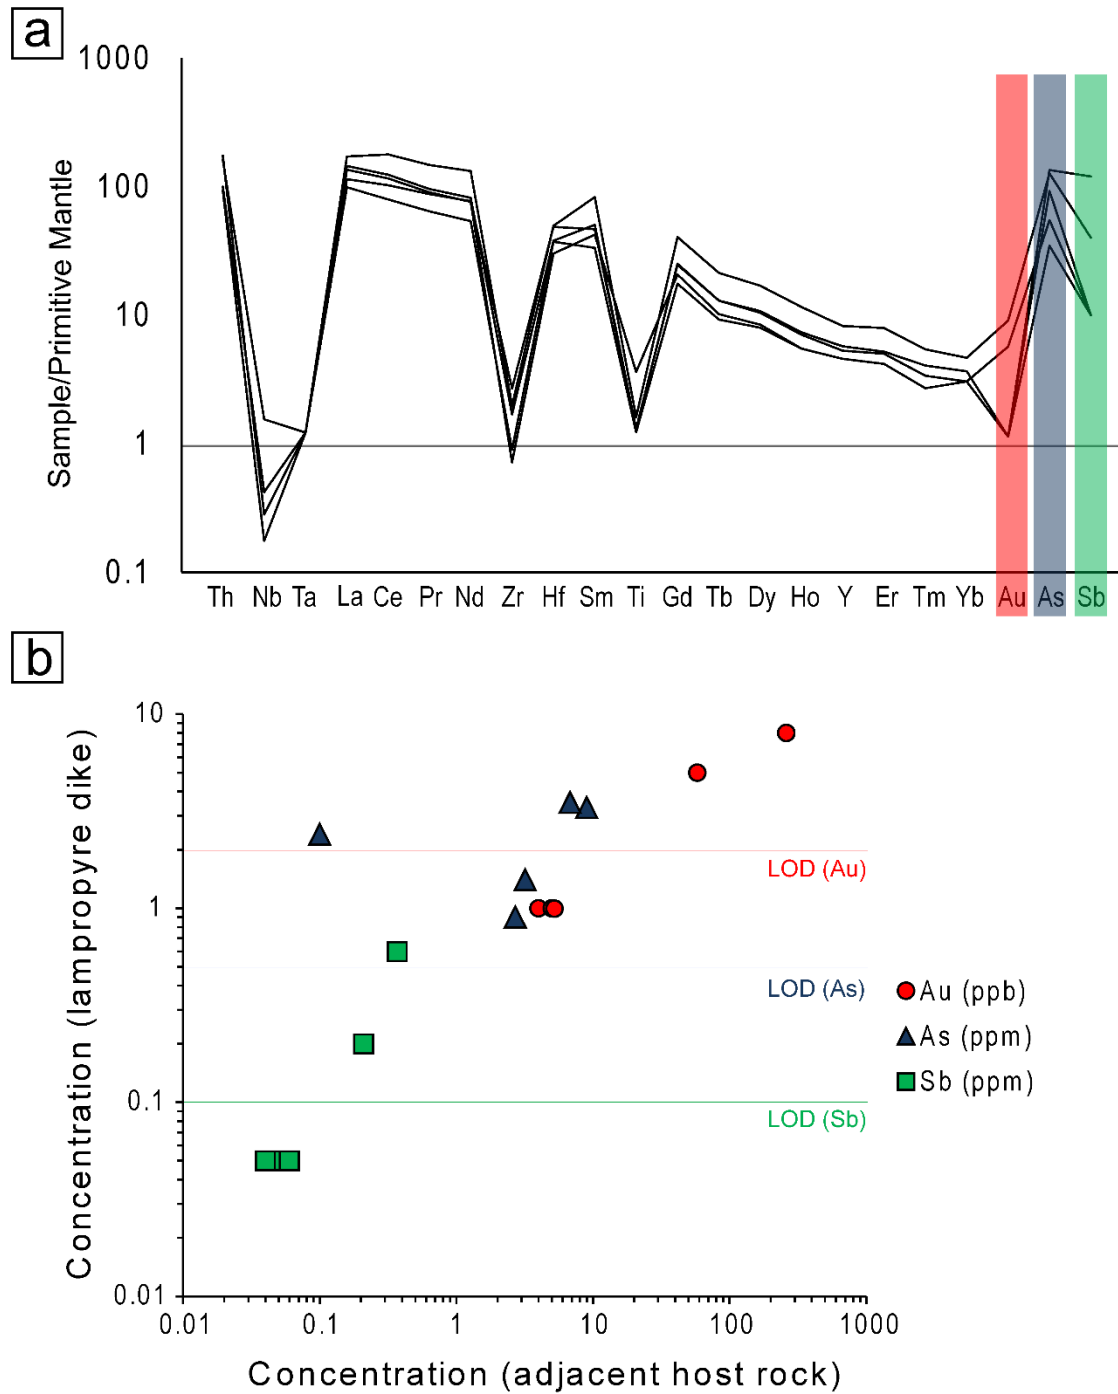 a
Sample/Primitive Mantle
1000
100
10
1
0.1
Th Nb Ta La Ce Pr Nd Zr Hf Sm Ti Gd Tb Dy Ho Y Er Tm Yb Au As Sb
b
Concentration (lampropyre dike)
10
1
0.1
0.01
LOD (Au)
LOD (As)
LOD (Sb)
Au (ppb)
As (ppm)
Sb (ppm)
0.01 0.1 1 10 100 1000
Concentration (adjacent host rock)